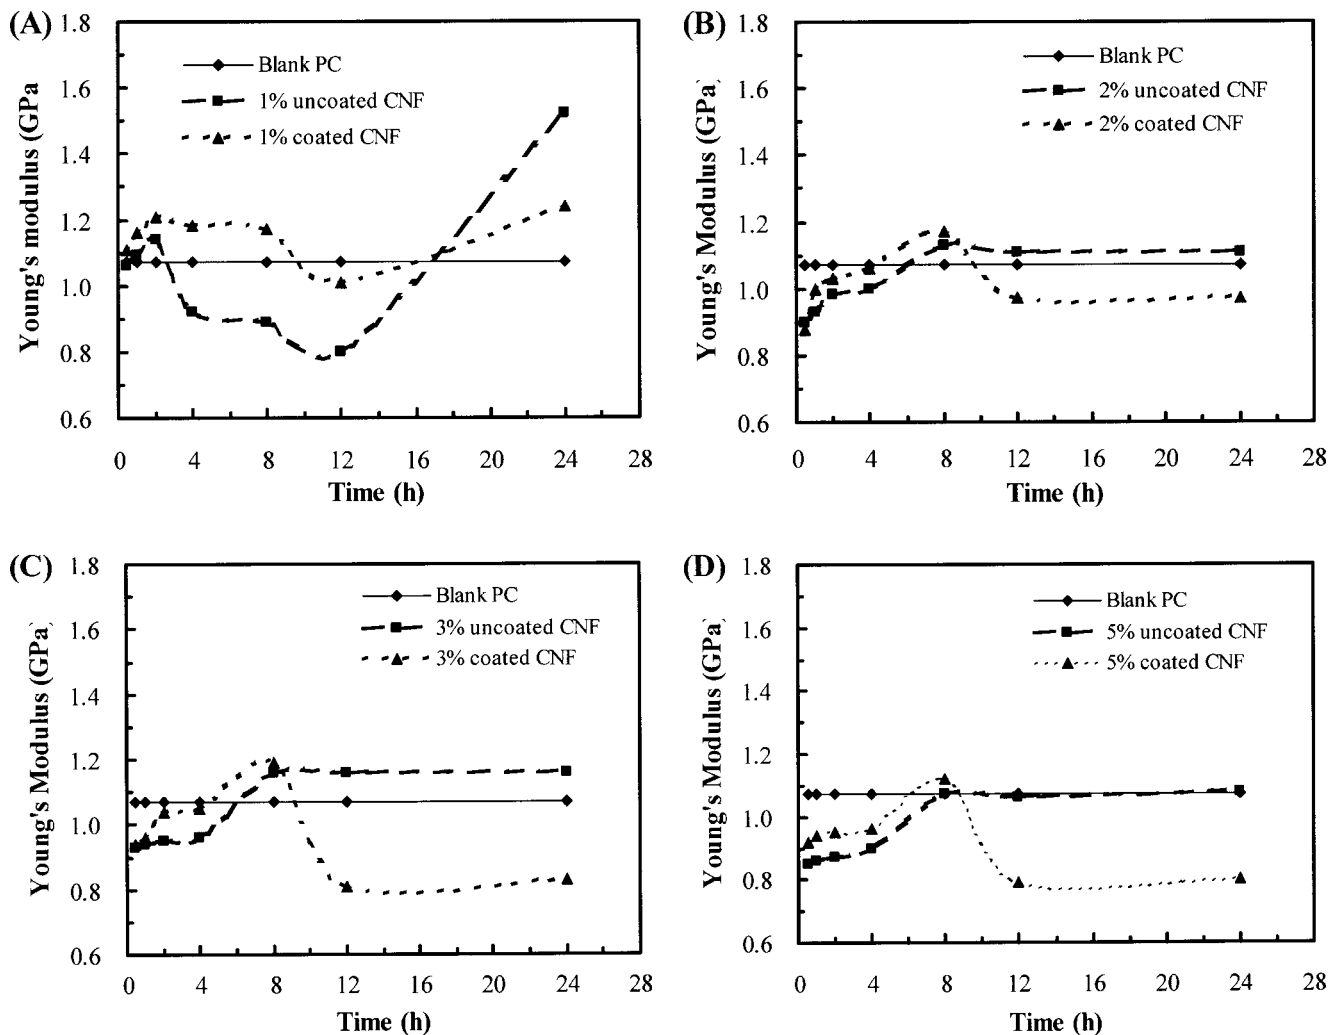 (A)
Young's modulus (GPa
1.8
1.6
1.4
1.2
1.0
0.8
0.6
Blank PC
1% uncoated CNF
1% coated CNF
0 4 8 12 16 20 24 28
Time (h)
(B)
Young's Modulus (GPa)
1.8
1.6
1.4
1.2
1.0
0.8
0.6
Blank PC
2% uncoated CNF
2% coated CNF
0 4 8 12 16 20 24 28
Time (h)
(C)
Young's Modulus (GPa)
1.8
1.6
1.4
1.2
1.0
0.8
0.6
Blank PC
3% uncoated CNF
3% coated CNF
0 4 8 12 16 20 24 28
Time (h)
(D)
Young's Modulus (GPa)
1.8
1.6
1.4
1.2
1.0
0.8
0.6
Blank PC
5% uncoated CNF
5% coated CNF
0 4 8 12 16 20 24 28
Time (h)